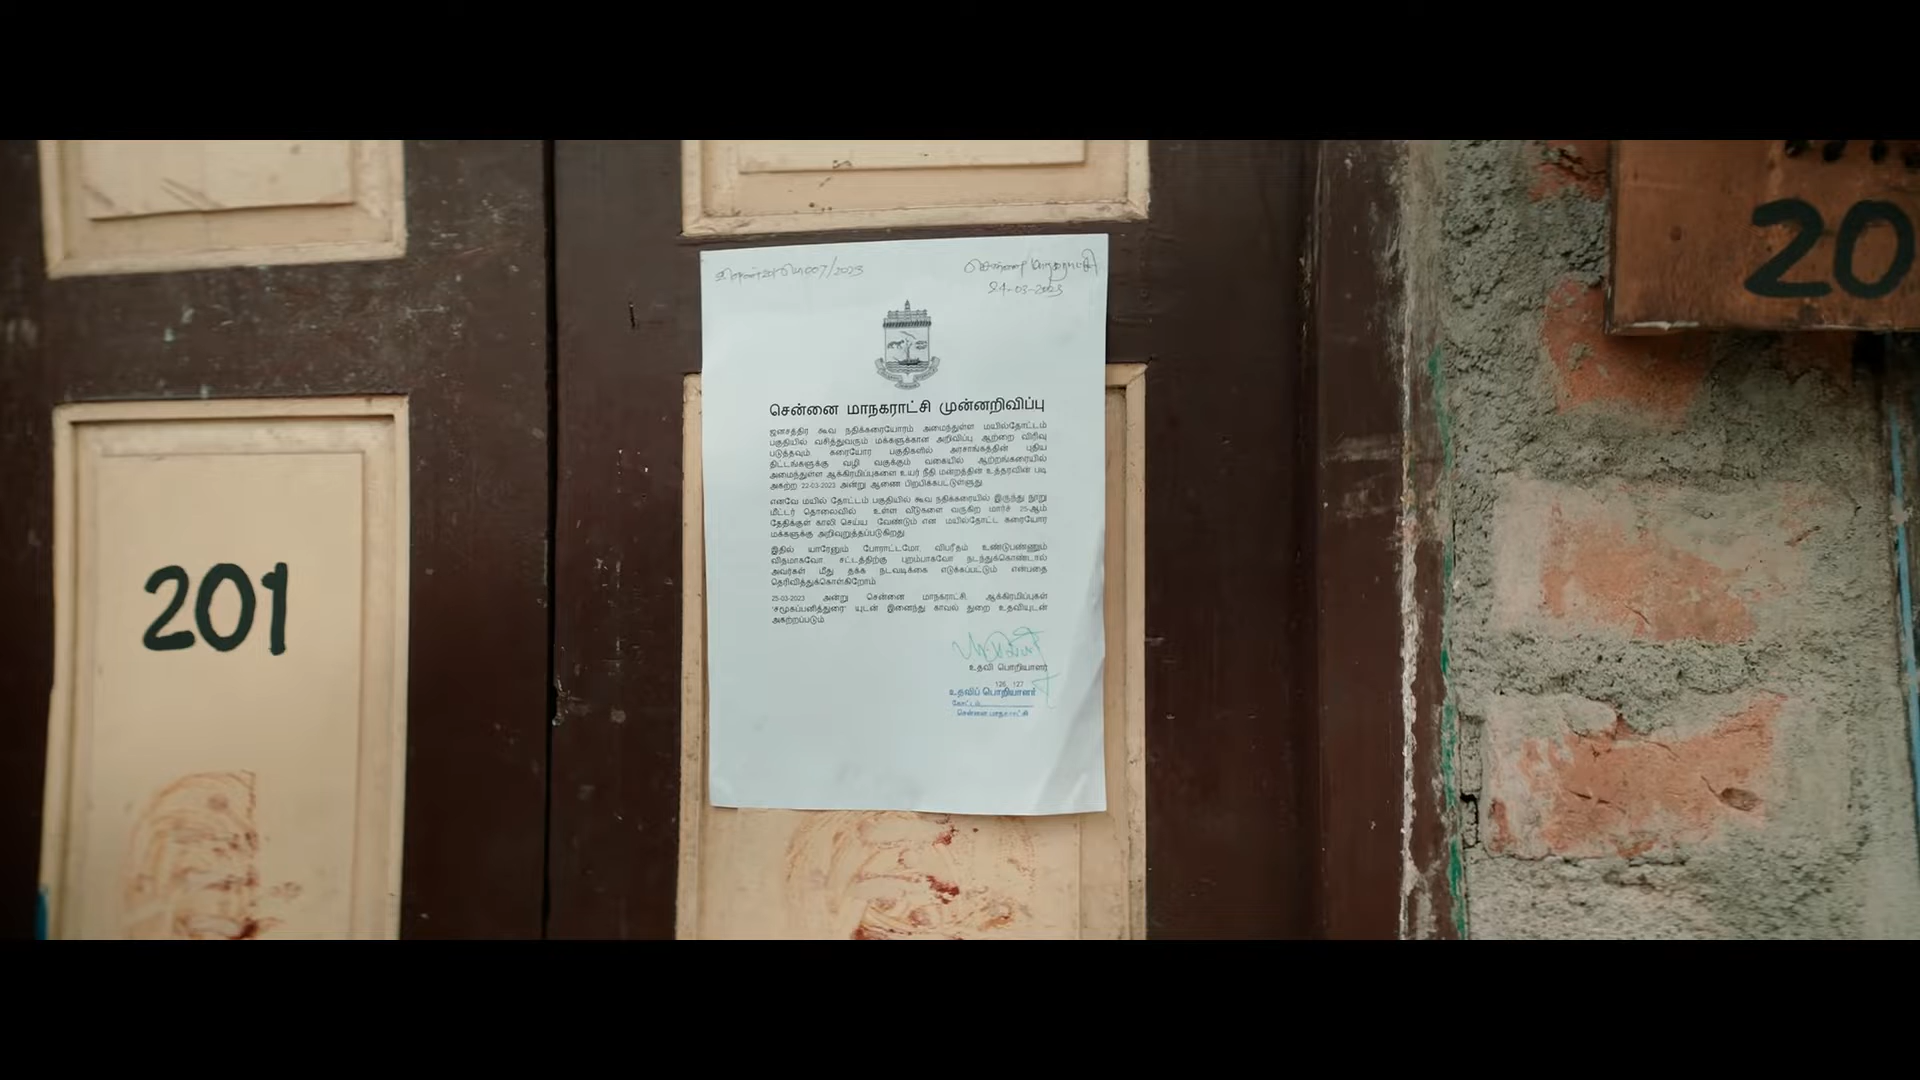 24-03-2023
சென்னை மாநகராட்சி முன்னறிவிப்பு
ஜனசத்திர கூவ நதிக்கரையோரம் அமைந்துள்ள மயில்தோட்டம்
பகுதியில் வசித்துவரும் மக்களுக்கான அறிவிப்பு ஆற்றை விரிவு
படுத்தவும், கரையோர பகுதிகளில் அரசாங்கத்தின் புதிய
திட்டங்களுக்கு வழி வகுக்கும் வகையில் ஆற்றங்கரையில்
அமைந்துள்ள ஆக்கிரமிப்புகளை உயர் நீதி மன்றத்தின் உத்தரவின் படி
அகற்ற 22-03-2023 அன்று ஆணை பிறபிக்கபட்டுள்ளது.
எனவே மயில் தோட்டம் பகுதியில் கூவ நதிக்கரையில் இருந்து நூறு
மீட்டர் தொலைவில் உள்ள வீடுகளை வருகிற மார்ச் 25-ஆம்
தேதிக்குள் காலி செய்ய வேண்டும் என மயில்தோட்ட கரையோர
மக்களுக்கு அறிவுறுத்தப்படுகிறது.
இதில் யாரேனும் போராட்டமோ, விபரீதம் உண்டுபண்ணும்
விதமாகவோ சட்டத்திற்கு புறம்பாகவோ நடந்துக்கொண்டால்
அவர்கள் மீது தக்க நடவடிக்கை எடுக்கப்பட்டும் என்பதை
தெரிவித்துக்கொள்கிறோம்
25-03-2023 அன்று சென்னை மாநகராட்சி, ஆக்கிரமிப்புகள்
'சமூகப்பனித்துரை' யுடன் இனைந்து காவல் துறை உதவியுடன்
அகற்றப்படும்
உதவி பொறியாளர்
126, 127
உதவிப் பொறியாளர்
கோட்டம்
சென்னை மாநகராட்சி
201
20